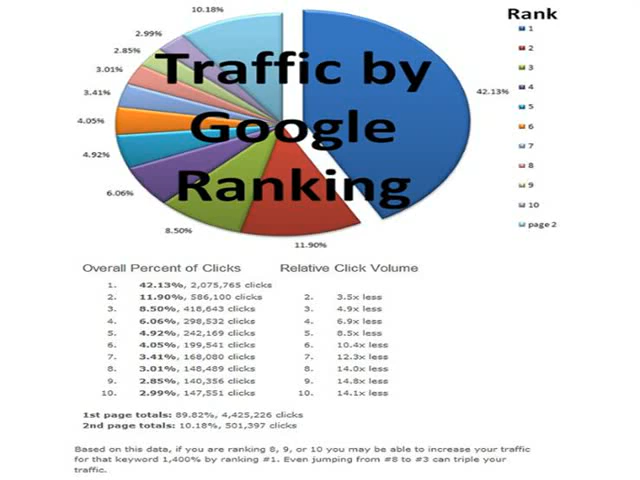 10.18%
2.99%
2.85%
3.01%
3.41%
4.05%
4.92%
6.06%
8.50%
11.90%
42.13%
Traffic by
Google
Ranking
Rank
1
2
3
4
5
6
7
8
9
10
page 2
Overall Percent of Clicks Relative Click Volume
1. 42.13%, 2,075,765 clicks
2. 11.90%, 586,100 clicks 2. 3.5x less
3. 8.50%, 418,643 clicks 3. 4.9x less
4. 6.06%, 298,532 clicks 4. 6.9x less
5. 4.92%, 242,169 clicks 5. 8.5x less
6. 4.05%, 199,541 clicks 6. 10.4x less
7. 3.41%, 168,080 clicks 7. 12.3x less
8. 3.01%, 148,489 clicks 8. 14.0x less
9. 2.85%, 140,356 clicks 9. 14.8x less
10. 2.99%, 147,551 clicks 10. 14.1x less
1st page totals: 89.82%, 4,425,226 clicks
2nd page totals: 10.18%, 501,397 clicks
Based on this data, if you are ranking 8, 9, or 10 you may be able to increase your traffic
for that keyword 1,400% by ranking #1. Even jumping from #8 to #3 can triple your
traffic.